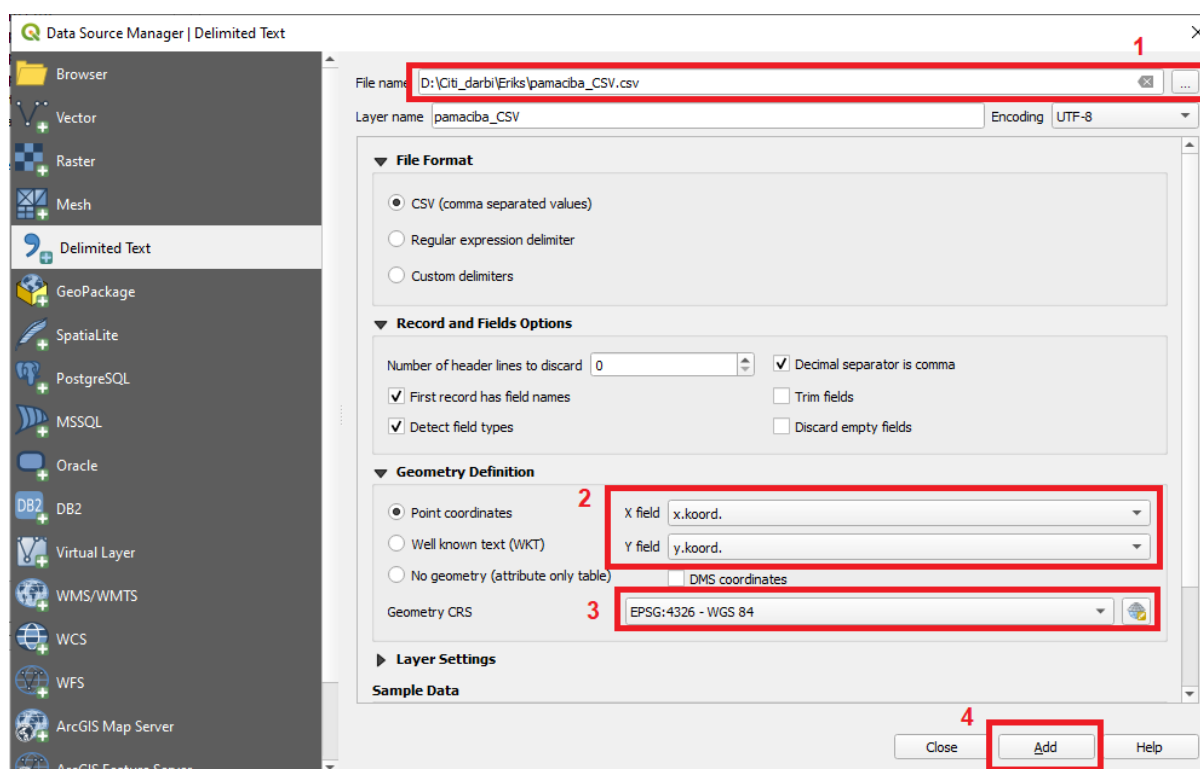 Data Source Manager | Delimited Text
Browser
Vector
Raster
Mesh
Delimited Text
GeoPackage
SpatiaLite
PostgreSQL
MSSQL
Oracle
DB2 DB2
Virtual Layer
WMS/WMTS
WCS
WFS
ArcGIS Map Server
ArcGIS Feature Server
1
File name D:\Citi_darbi\Eriks\pamaciba_CSV.csv ...
Layer name pamaciba_CSV Encoding UTF-8
File Format
CSV (comma separated values)
Regular expression delimiter
Custom delimiters
Record and Fields Options
Number of header lines to discard 0 Decimal separator is comma
First record has field names Trim fields
Detect field types Discard empty fields
Geometry Definition
2
Point coordinates X field x.koord.
Well known text (WKT) Y field y.koord.
No geometry (attribute only table) DMS coordinates
Geometry CRS 3 EPSG:4326 - WGS 84
Layer Settings
Sample Data
4
Close Add Help